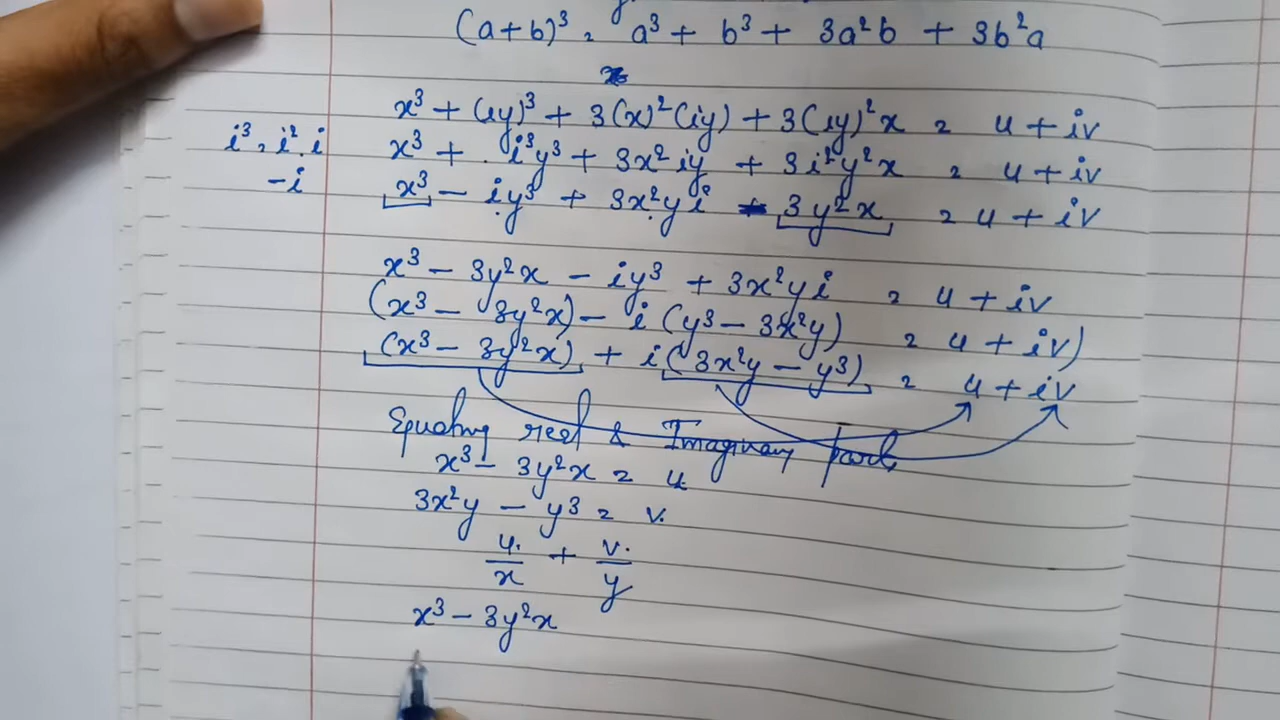 (a+b)³ = a³ + b³ + 3a²b + 3b²a
x³ + (iy)³ + 3(x)²(iy) + 3(iy)²x = u + iv
i³ = i². i
x³ + i³y³ + 3x²iy + 3i²y²x = u + iv
-i
x³ - iy³ + 3x²yi - 3y²x = u + iv
x³ - 3y²x - iy³ + 3x²yi = u + iv
(x³ - 3y²x) - i(y³ - 3x²y) = u + iv)
(x³ - 3y²x) + i(3x²y - y³) = u + iv
Equating real & Imaginary part
x³ - 3y²x = u
3x²y - y³ = v.
u/x + v/y
x³ - 3y²x